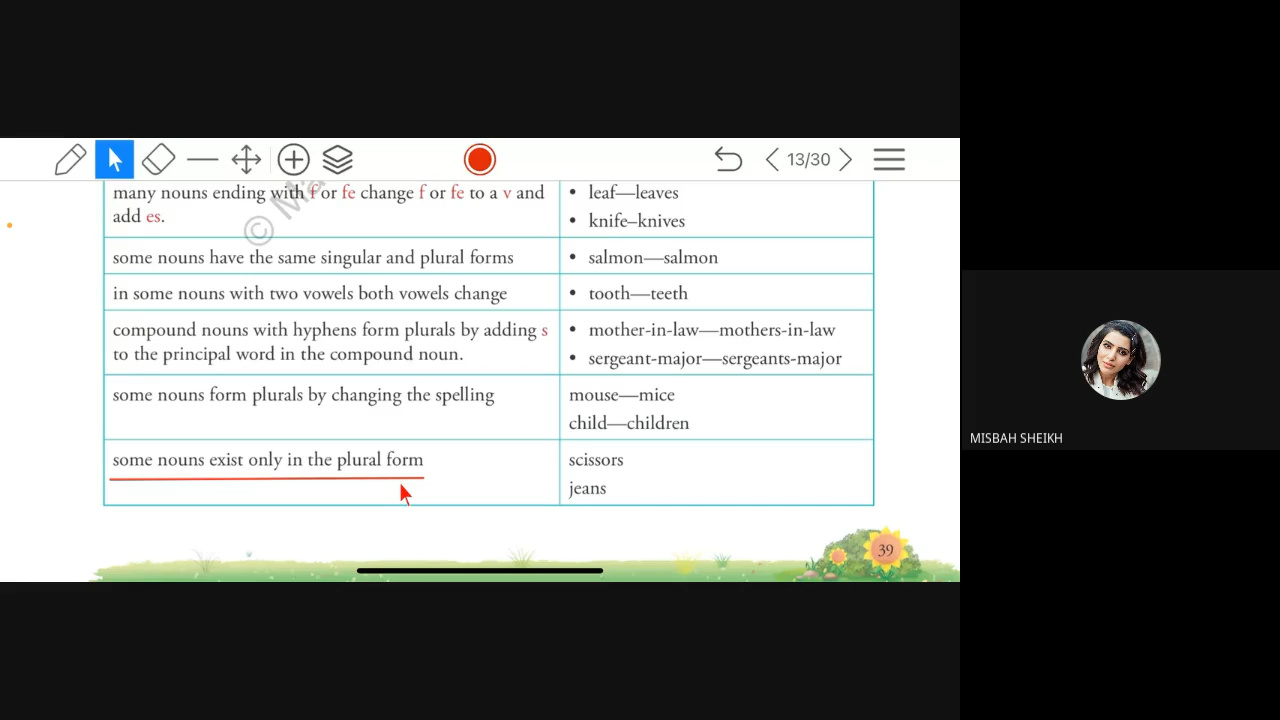 13/30
many nouns ending with f or fe change f or fe to a v and
add es.
• leaf—leaves
• knife–knives
© Ma
some nouns have the same singular and plural forms
• salmon—salmon
in some nouns with two vowels both vowels change
• tooth—teeth
compound nouns with hyphens form plurals by adding s
to the principal word in the compound noun.
• mother-in-law—mothers-in-law
• sergeant-major—sergeants-major
some nouns form plurals by changing the spelling
mouse—mice
child—children
some nouns exist only in the plural form
scissors
jeans
39
MISBAH SHEIKH